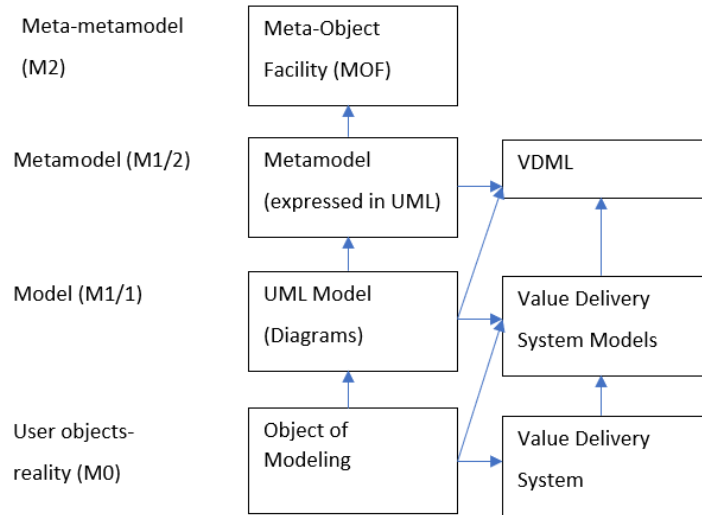 Meta-metamodel
(M2)
Meta-Object
Facility (MOF)
Metamodel (M1/2)
Metamodel
(expressed in UML)
VDML
Model (M1/1)
UML Model
(Diagrams)
Value Delivery
System Models
User objects-
reality (M0)
Object of
Modeling
Value Delivery
System